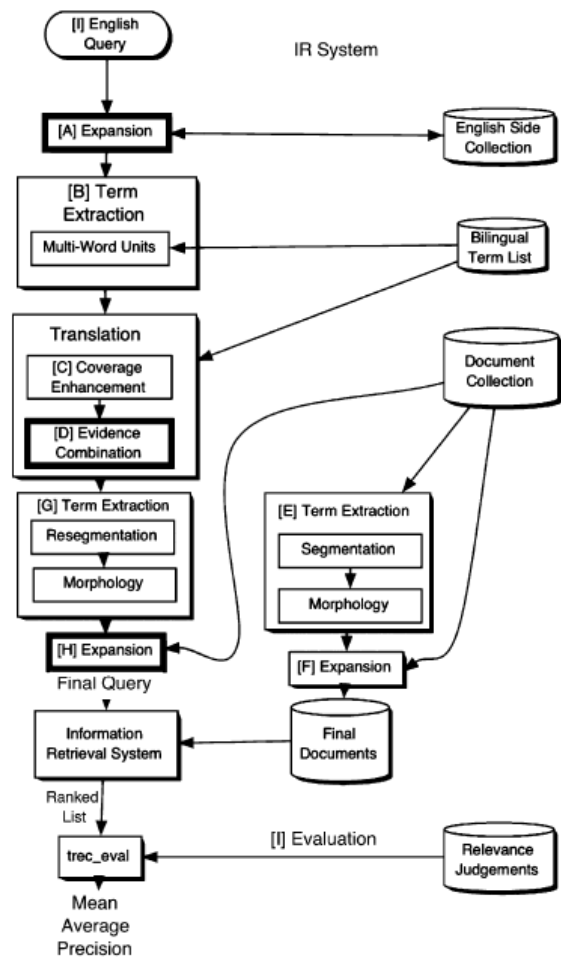 [I] English
Query
IR System
[A] Expansion
English Side
Collection
[B] Term
Extraction
Multi-Word Units
Bilingual
Term List
Translation
[C] Coverage
Enhancement
[D] Evidence
Combination
Document
Collection
[G] Term Extraction
Resegmentation
Morphology
[E] Term Extraction
Segmentation
Morphology
[H] Expansion
Final Query
[F] Expansion
Information
Retrieval System
Final
Documents
Ranked
List
[I] Evaluation
trec_eval
Relevance
Judgements
Mean
Average
Precision